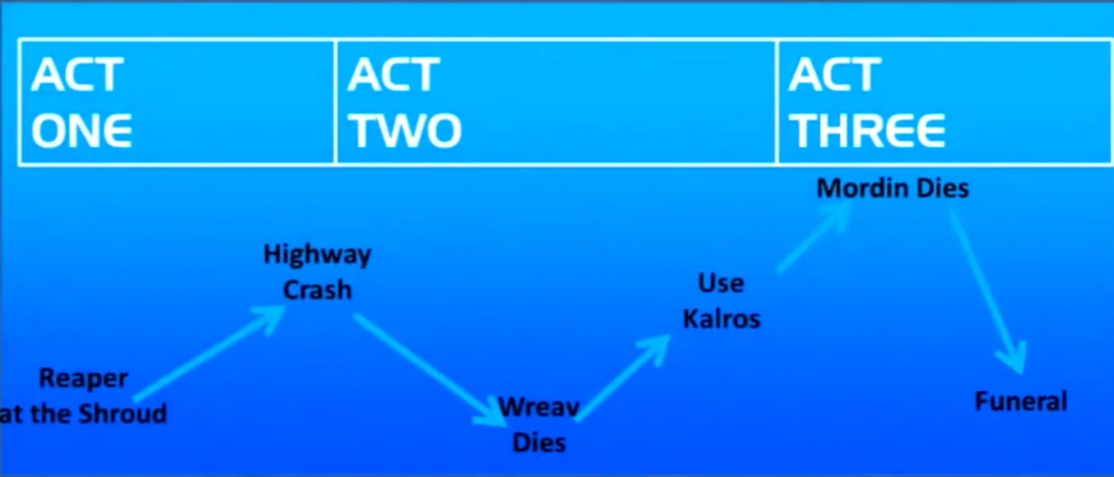 ACT
ONE
ACT
TWO
ACT
THREE
Mordin Dies
Highway
Crash
Use
Kalros
Reaper
at the Shroud
Wreav
Dies
Funeral